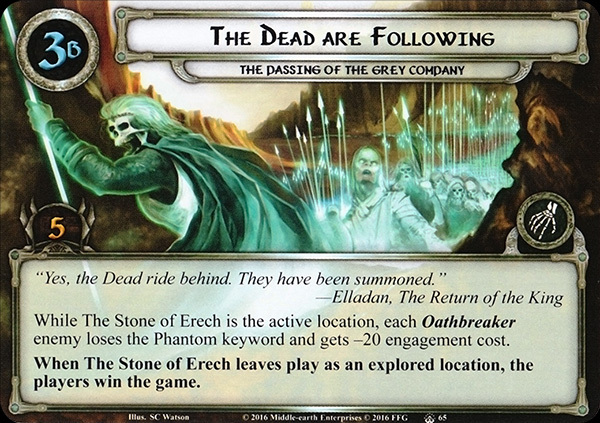 3B
THE DEAD ARE FOLLOWING
THE PASSING OF THE GREY COMPANY
5
“Yes, the Dead ride behind. They have been summoned.”
—Elladan, The Return of the King
While The Stone of Erech is the active location, each Oathbreaker
enemy loses the Phantom keyword and gets –20 engagement cost.
When The Stone of Erech leaves play as an explored location, the
players win the game.
Illus. SC Watson © 2016 Middle-earth Enterprises © 2016 FFG 65